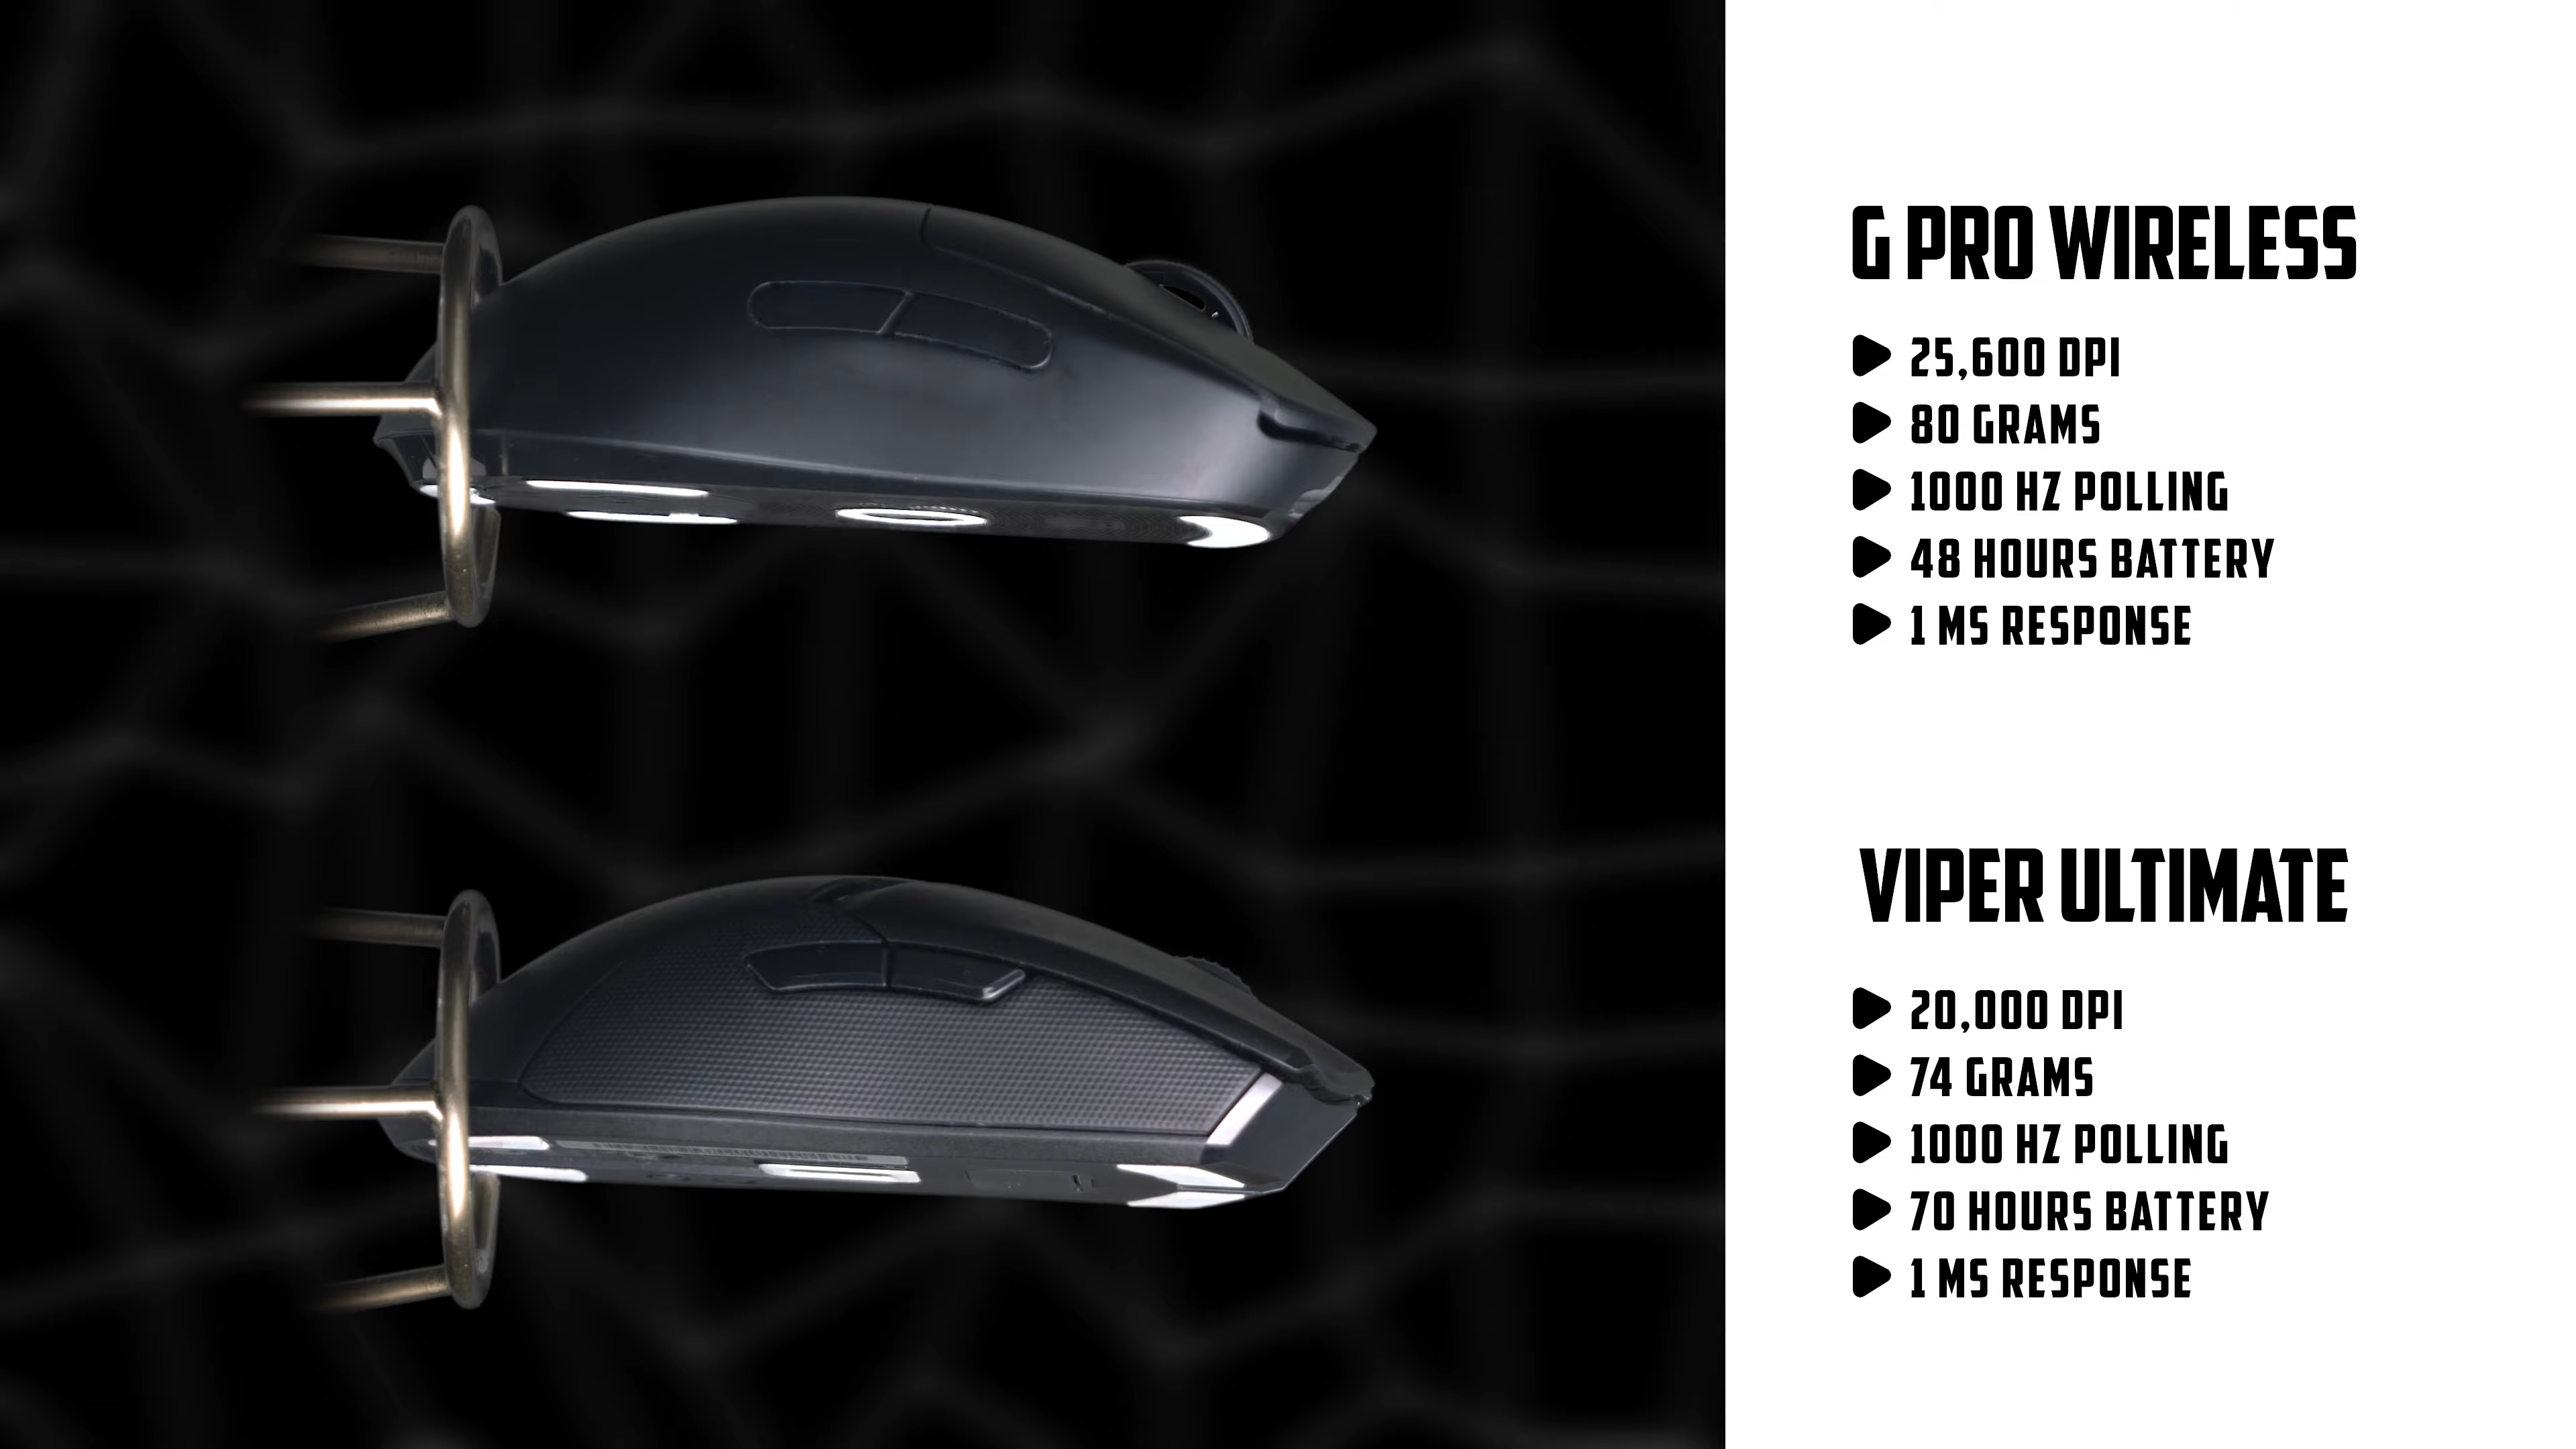 G PRO WIRELESS
25,600 DPI
80 GRAMS
1000 HZ POLLING
48 HOURS BATTERY
1 MS RESPONSE
VIPER ULTIMATE
20,000 DPI
74 GRAMS
1000 HZ POLLING
70 HOURS BATTERY
1 MS RESPONSE